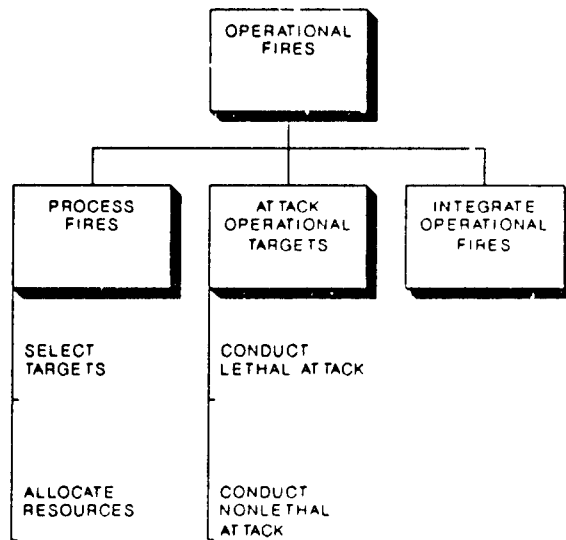 OPERATIONAL
FIRES
PROCESS
FIRES
ATTACK
OPERATIONAL
TARGETS
INTEGRATE
OPERATIONAL
FIRES
SELECT
TARGETS
CONDUCT
LETHAL ATTACK
ALLOCATE
RESOURCES
CONDUCT
NONLETHAL
ATTACK